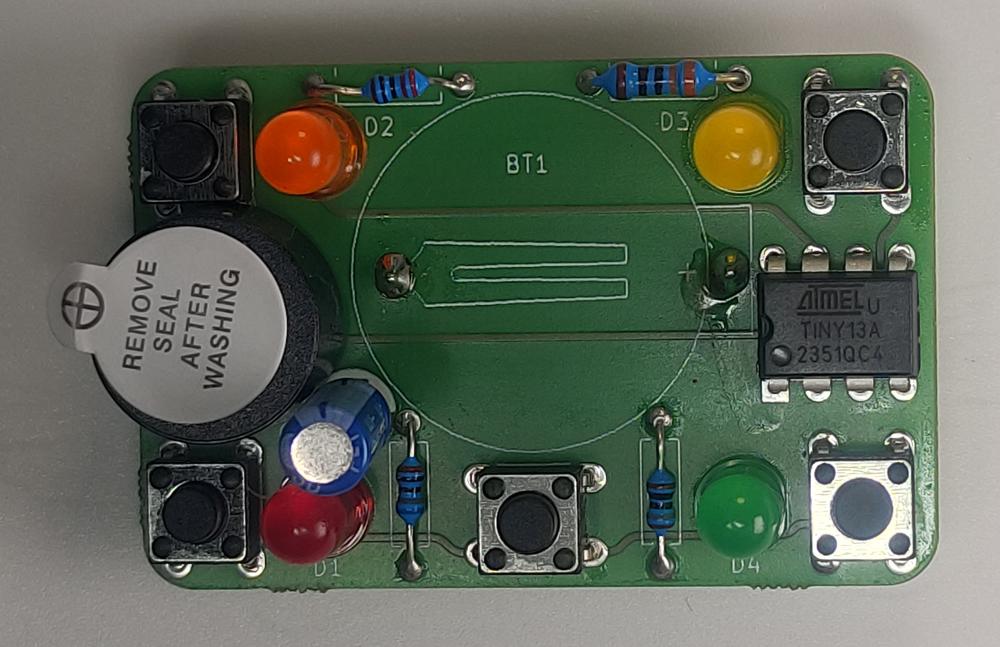 D2
D3
BT1
+
REMOVE
SEAL
AFTER
WASHING
ATMEL U
TINY13A
2351QC4
D1
D4